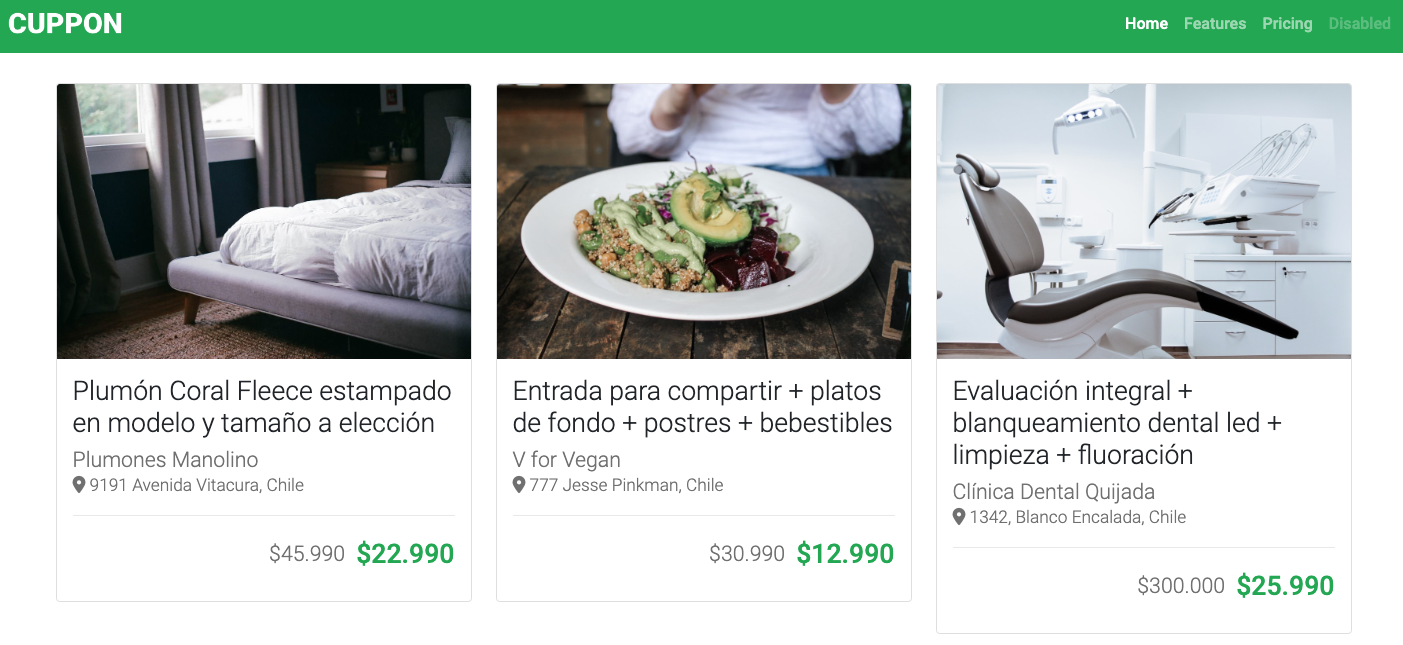 CUPPON
Home Features Pricing Disabled
Plumón Coral Fleece estampado
en modelo y tamaño a elección
Plumones Manolino
9191 Avenida Vitacura, Chile
$45.990 $22.990
Entrada para compartir + platos
de fondo + postres + bebestibles
V for Vegan
777 Jesse Pinkman, Chile
$30.990 $12.990
Evaluación integral +
blanqueamiento dental led +
limpieza + fluoración
Clínica Dental Quijada
1342, Blanco Encalada, Chile
$300.000 $25.990